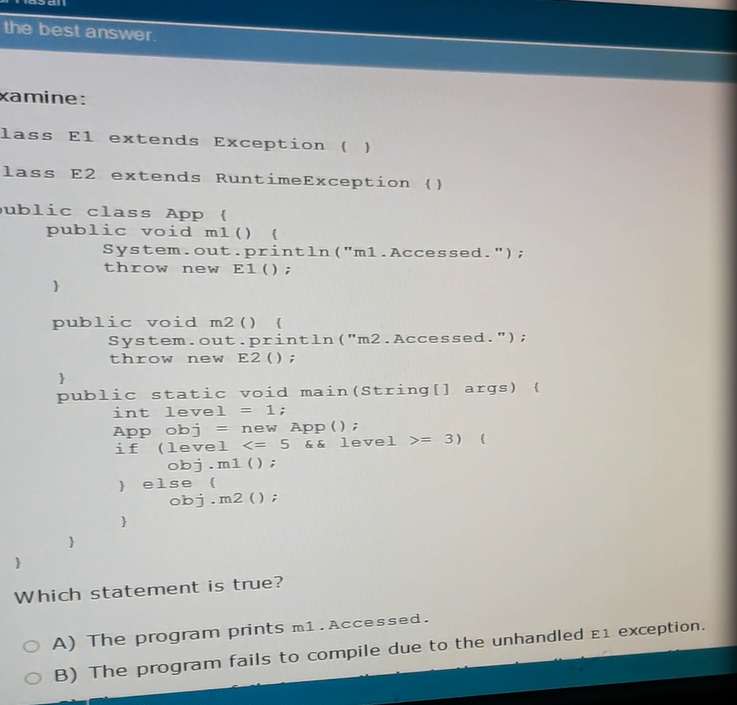 the best answer.
xamine:
lass E1 extends Exception { }
lass E2 extends RuntimeException {}
public class App {
public void m1() {
System.out.println("m1.Accessed.");
throw new E1();
}
public void m2() {
System.out.println("m2.Accessed.");
throw new E2();
}
public static void main(String[] args) {
int level = 1;
App obj = new App();
if (level <= 5 && level >= 3) {
obj.m1();
} else {
obj.m2();
}
}
}
Which statement is true?
A) The program prints m1.Accessed.
B) The program fails to compile due to the unhandled E1 exception.